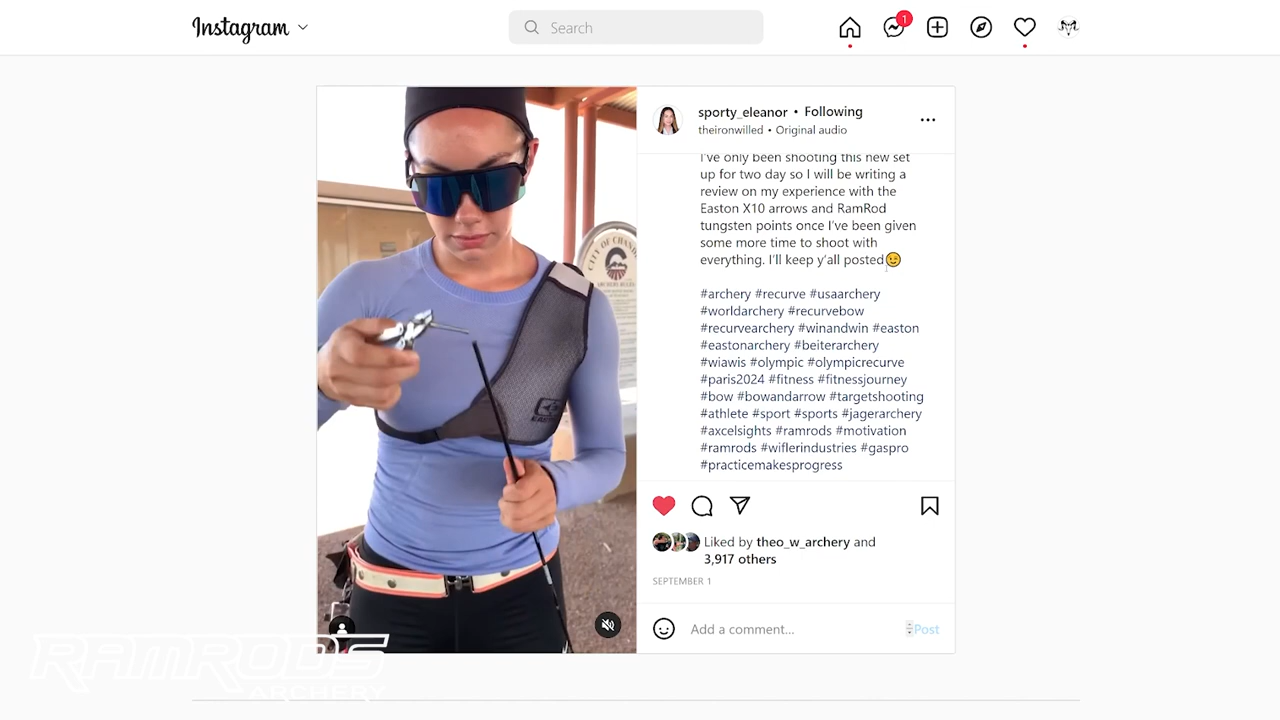 Instagram
Search
1
sporty_eleanor • Following
theironwilled • Original audio
I've only been shooting this new set
up for two day so I will be writing a
review on my experience with the
Easton X10 arrows and RamRod
tungsten points once I've been given
some more time to shoot with
everything. I'll keep y'all posted😉
#archery #recurve #usaarchery
#worldarchery #recurvebow
#recurvearchery #winandwin #easton
#eastonarchery #beiterarchery
#wiawis #olympic #olympicrecurve
#paris2024 #fitness #fitnessjourney
#bow #bowandarrow #targetshooting
#athlete #sport #sports #jagerarchery
#axcelsights #ramrods #motivation
#ramrods #wiflerindustries #gaspro
#practicemakesprogress
Liked by theo_w_archery and
3,917 others
SEPTEMBER 1
Add a comment...
Post
CITY OF CHAND
RAMRODS
ARCHERY